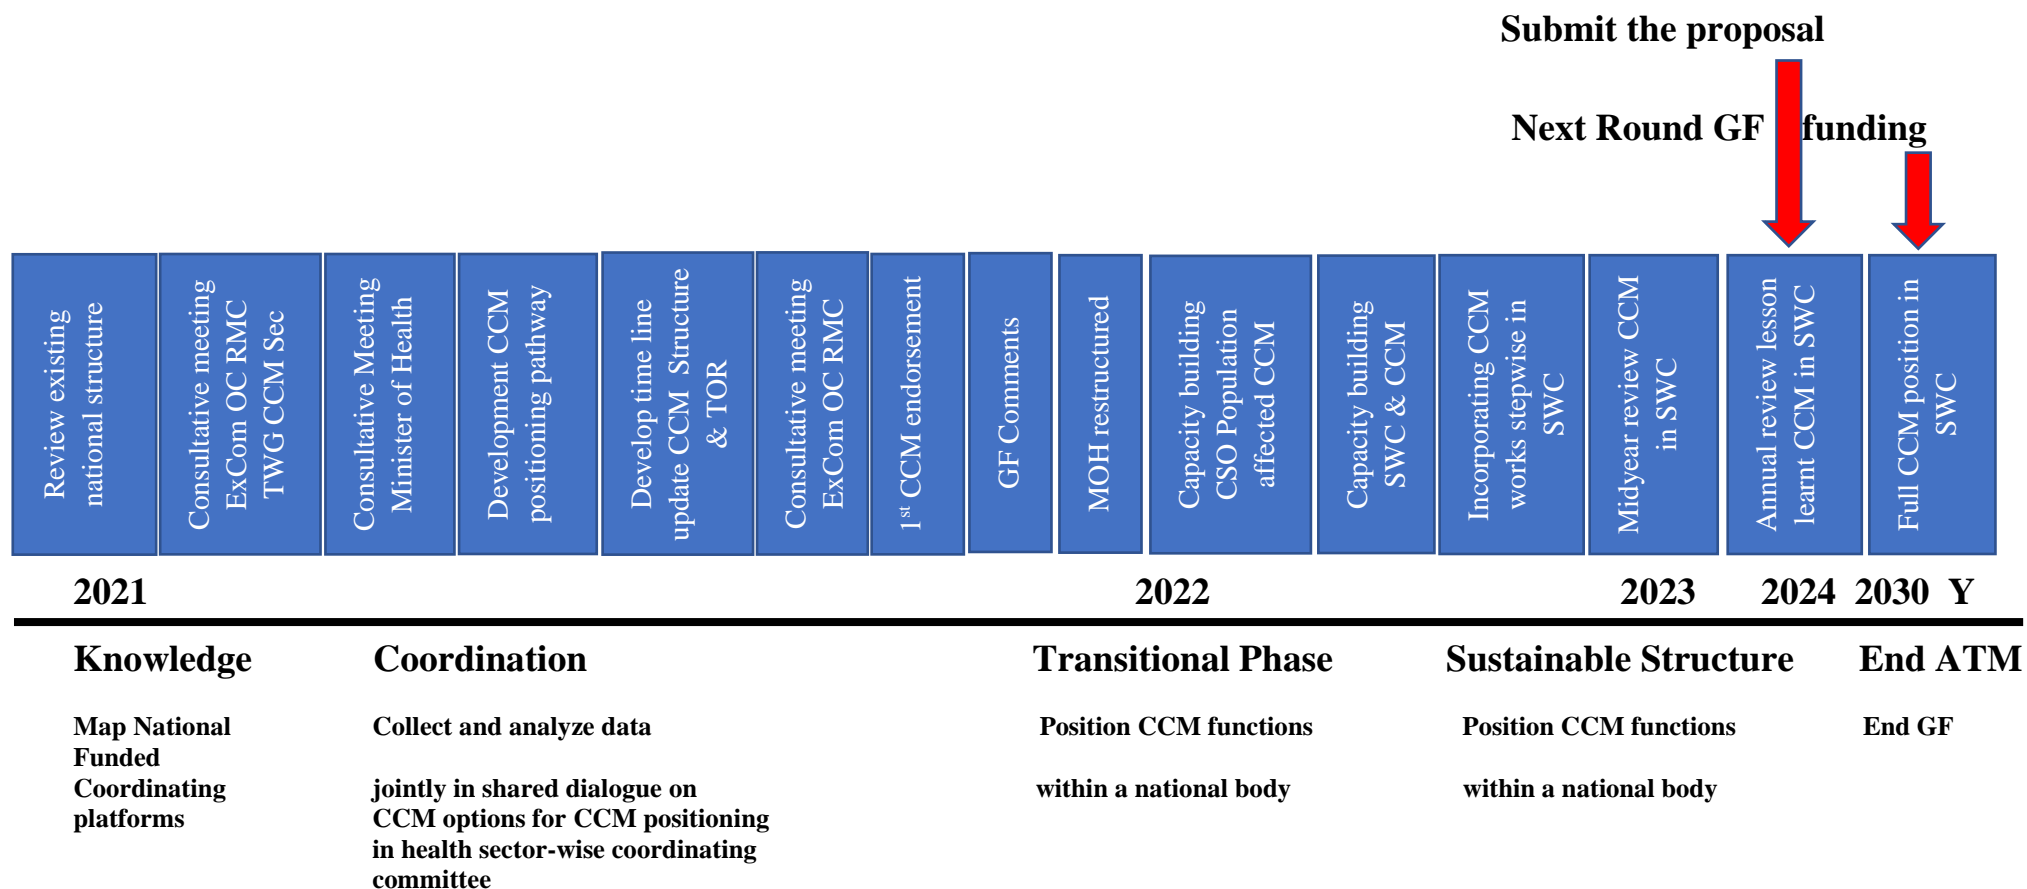 Submit the proposal
Next Round GF funding
Review existing
national structure
Consultative meeting
ExCom OC RMC
TWG CCM Sec
Consultative Meeting
Minister of Health
Development CCM
positioning pathway
Develop time line
update CCM Structure
& TOR
Consultative meeting
ExCom OC RMC
1st CCM endorsement
GF Comments
MOH restructured
Capacity building
CSO Population
affected CCM
Capacity building
SWC & CCM
Incorporating CCM
works stepwise in
SWC
Midyear review CCM
in SWC
Annual review lesson
learnt CCM in SWC
Full CCM position in
SWC
2021 2022 2023 2024 2030 Y
Knowledge Coordination Transitional Phase Sustainable Structure End ATM
Map National
Funded
Coordinating
platforms
Collect and analyze data
jointly in shared dialogue on
CCM options for CCM positioning
in health sector-wise coordinating
committee
Position CCM functions
within a national body
Position CCM functions
within a national body
End GF